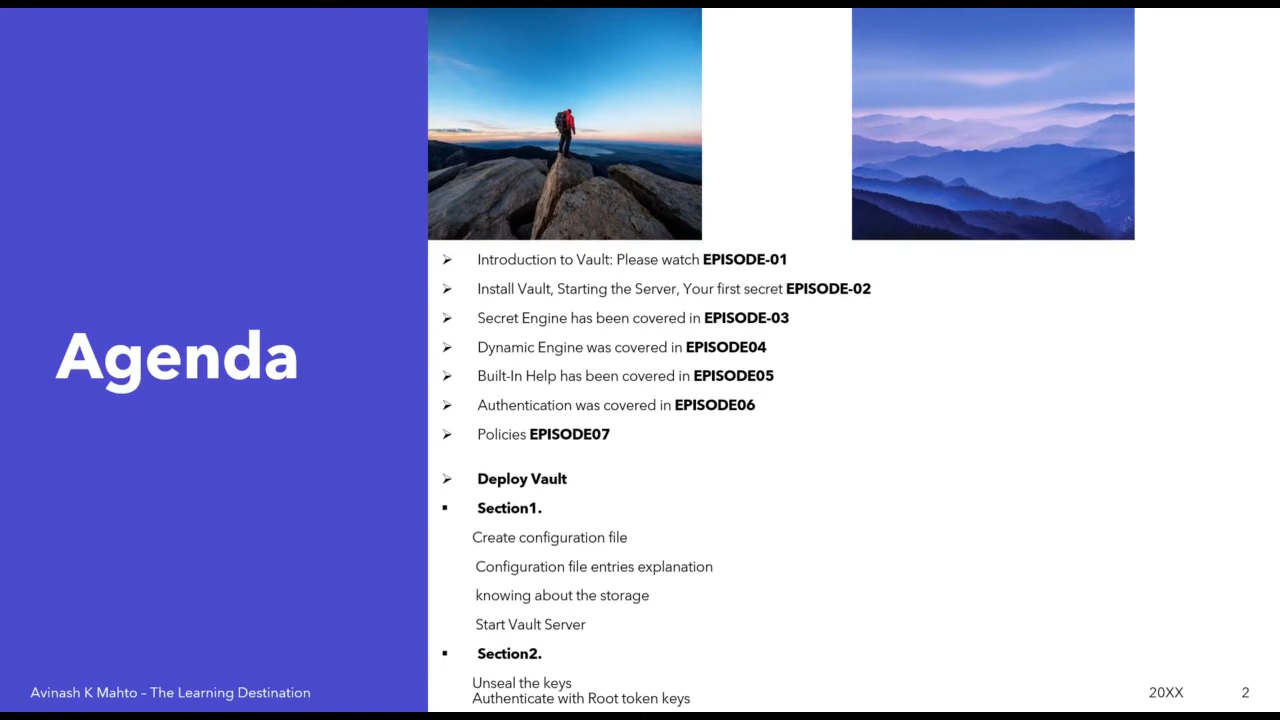 Agenda
Introduction to Vault: Please watch EPISODE-01
Install Vault, Starting the Server, Your first secret EPISODE-02
Secret Engine has been covered in EPISODE-03
Dynamic Engine was covered in EPISODE04
Built-In Help has been covered in EPISODE05
Authentication was covered in EPISODE06
Policies EPISODE07
Deploy Vault
Section1.
Create configuration file
Configuration file entries explanation
knowing about the storage
Start Vault Server
Section2.
Unseal the keys
Authenticate with Root token keys
Avinash K Mahto – The Learning Destination
20XX
2